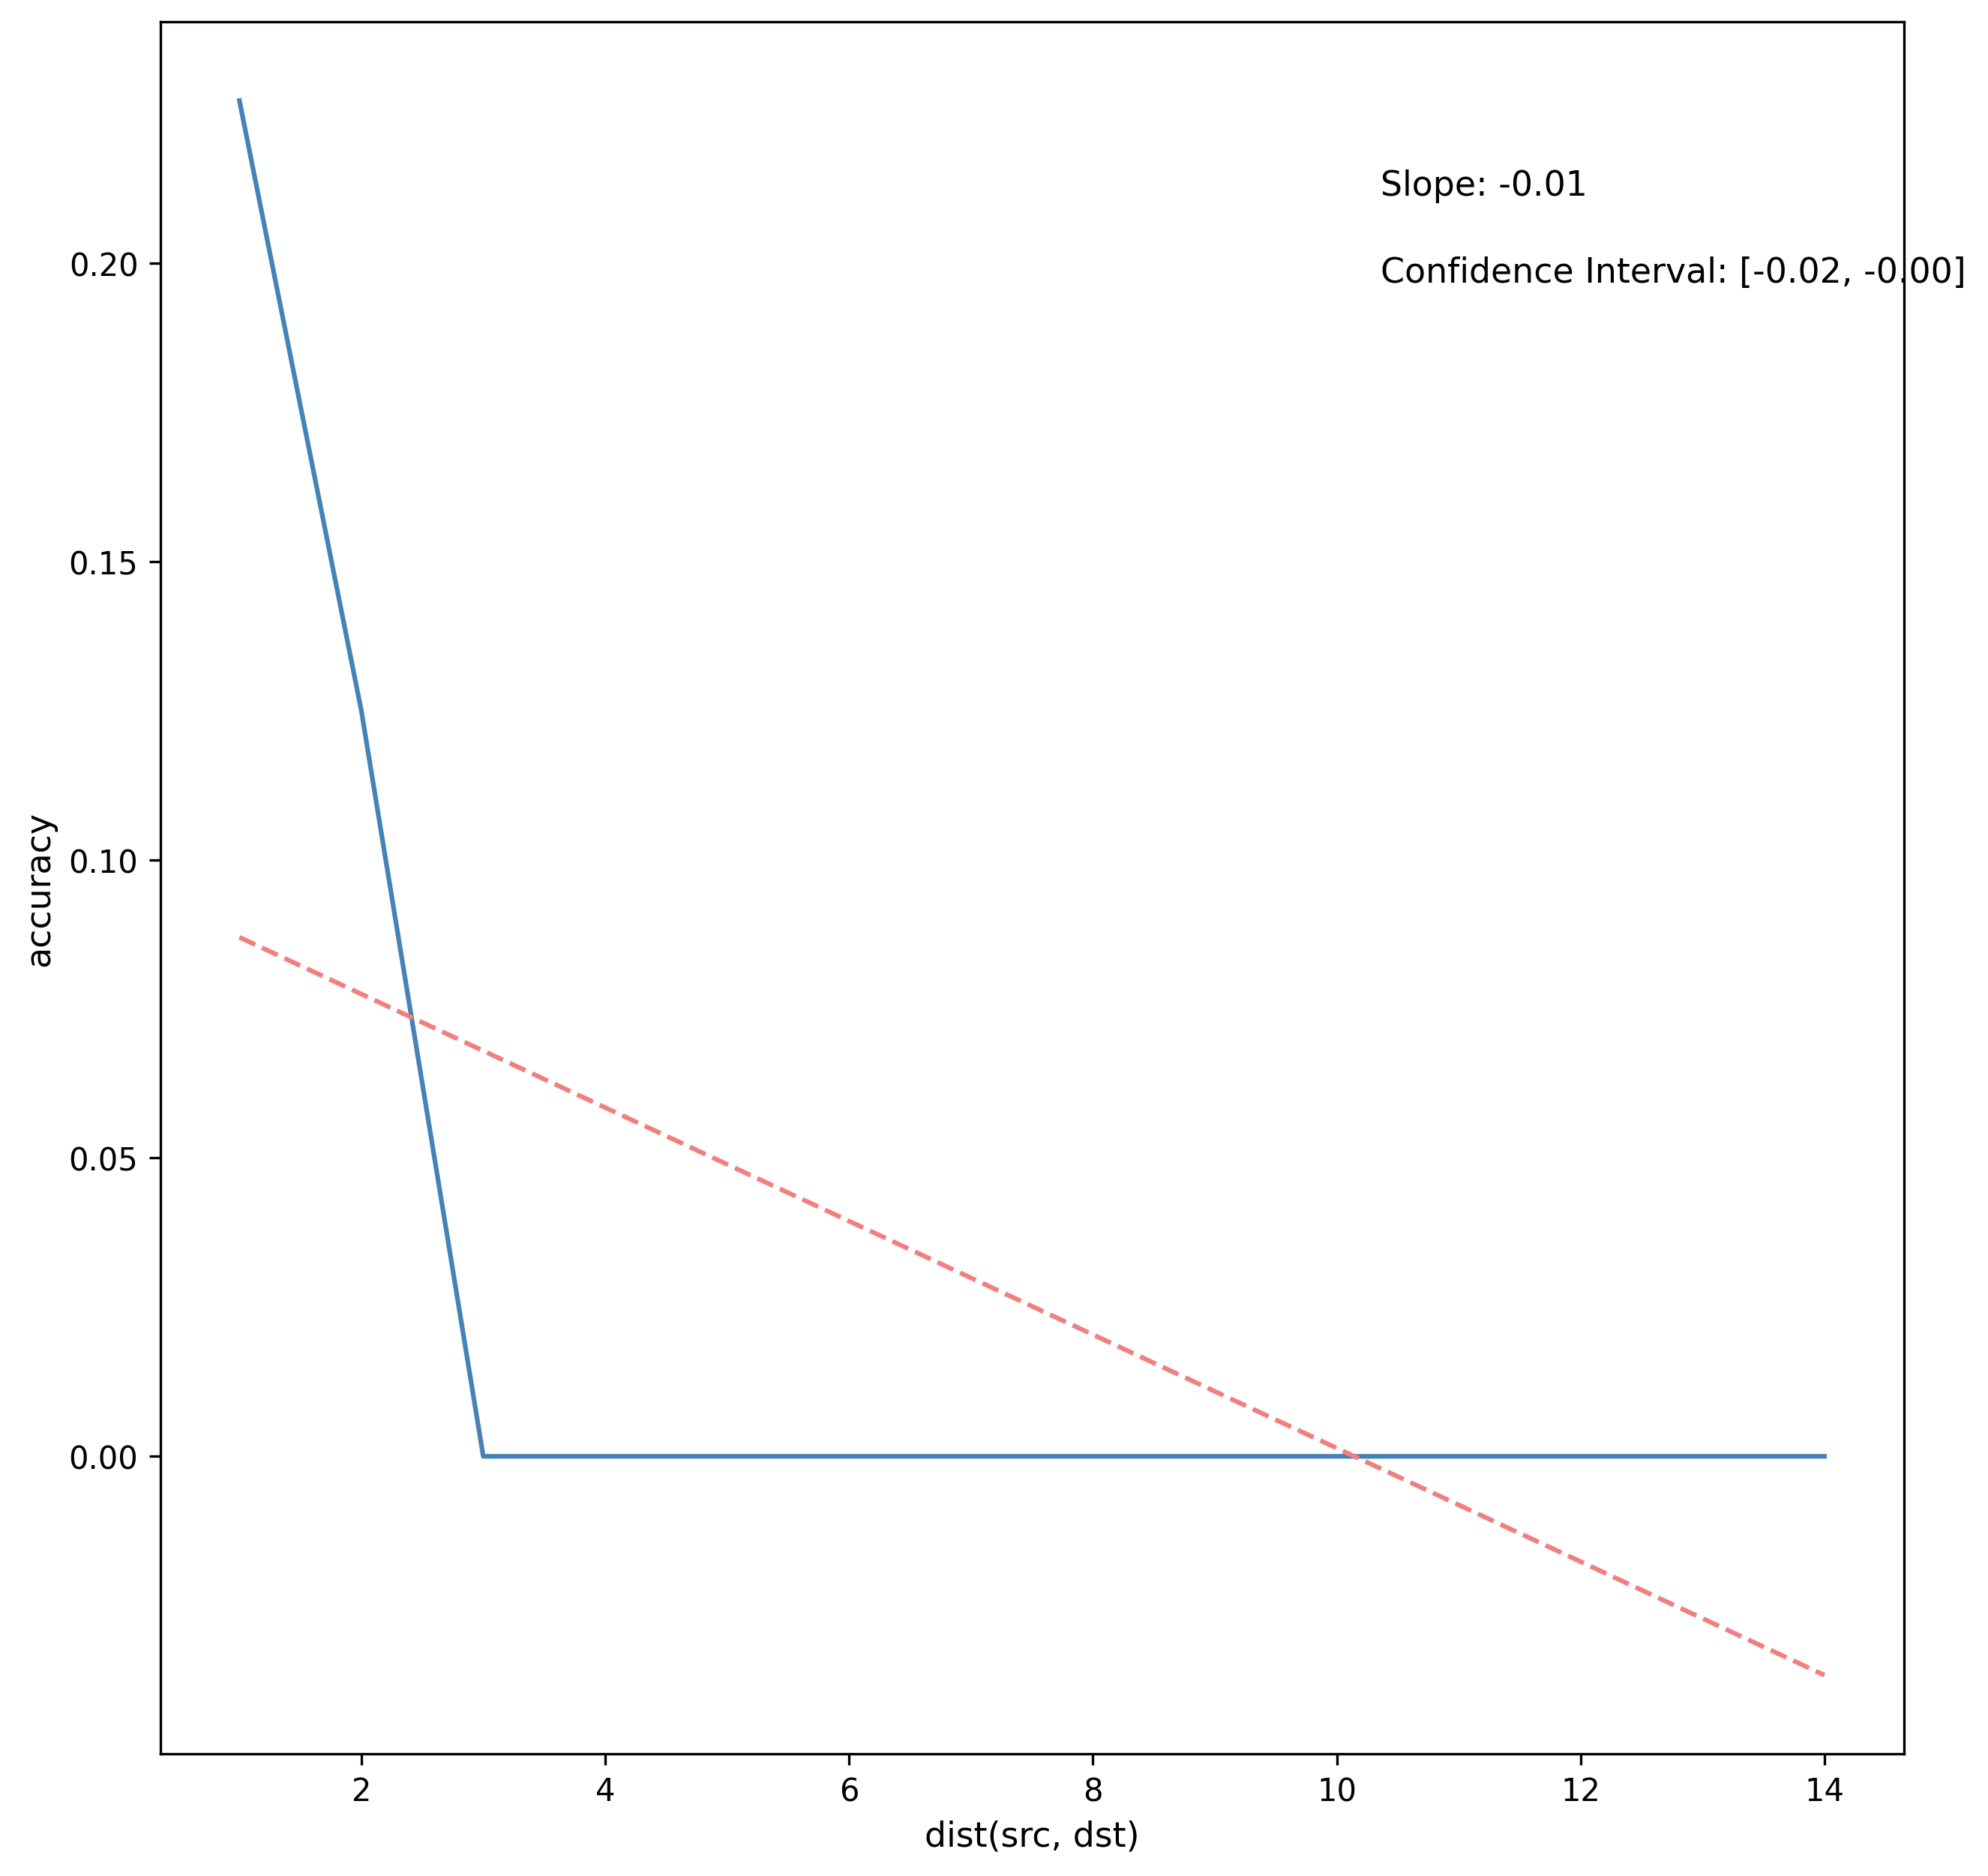 Slope: -0.01
Confidence Interval: [-0.02, -0.00]
0.20
0.15
0.10
0.05
0.00
accuracy
2 4 6 8 10 12 14
dist(src, dst)